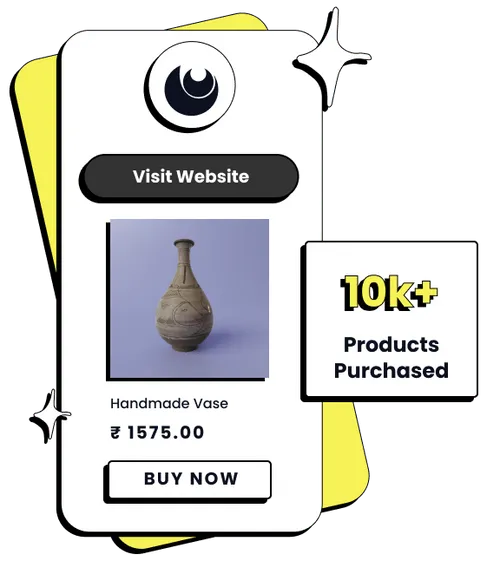 Visit Website
10k+
Products
Purchased
Handmade Vase
₹ 1575.00
BUY NOW